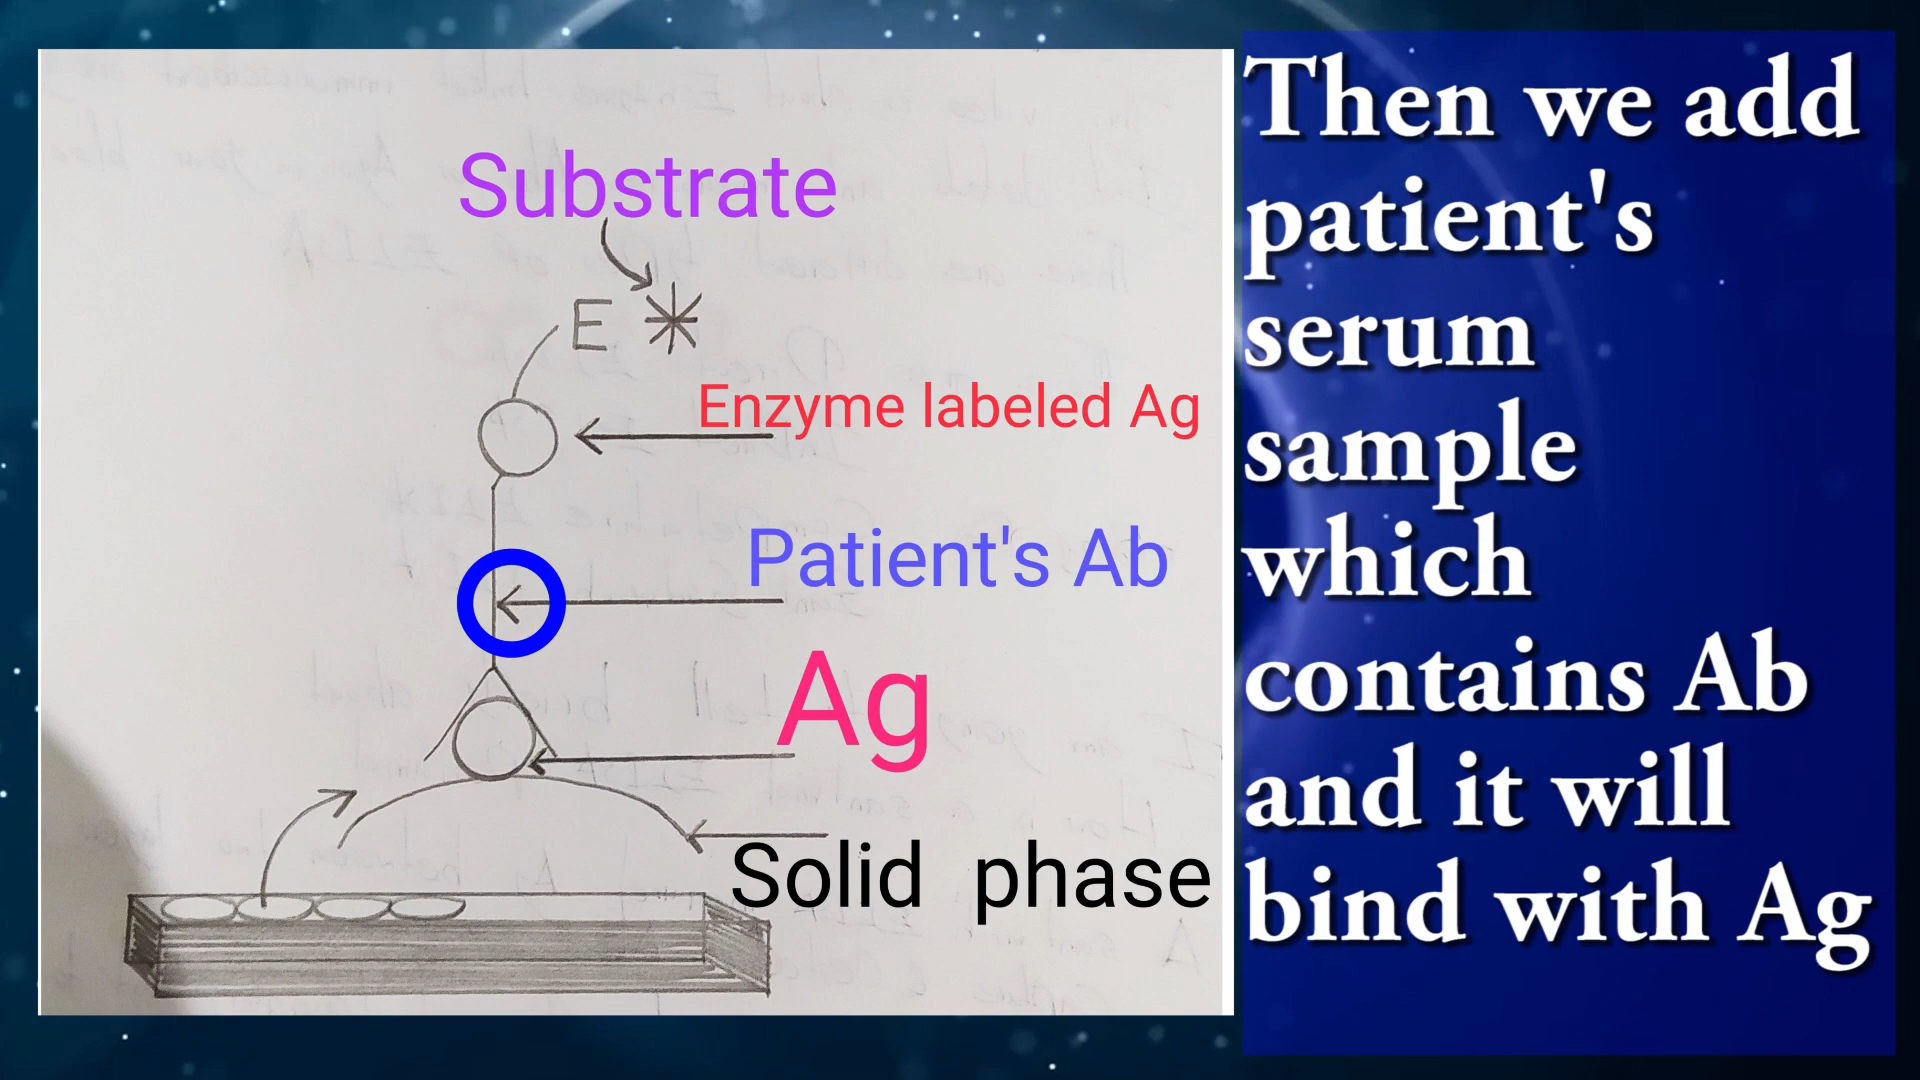 Substrate
E
Enzyme labeled Ag
Patient's Ab
Ag
Solid phase
Then we add
patient's
serum
sample
which
contains Ab
and it will
bind with Ag